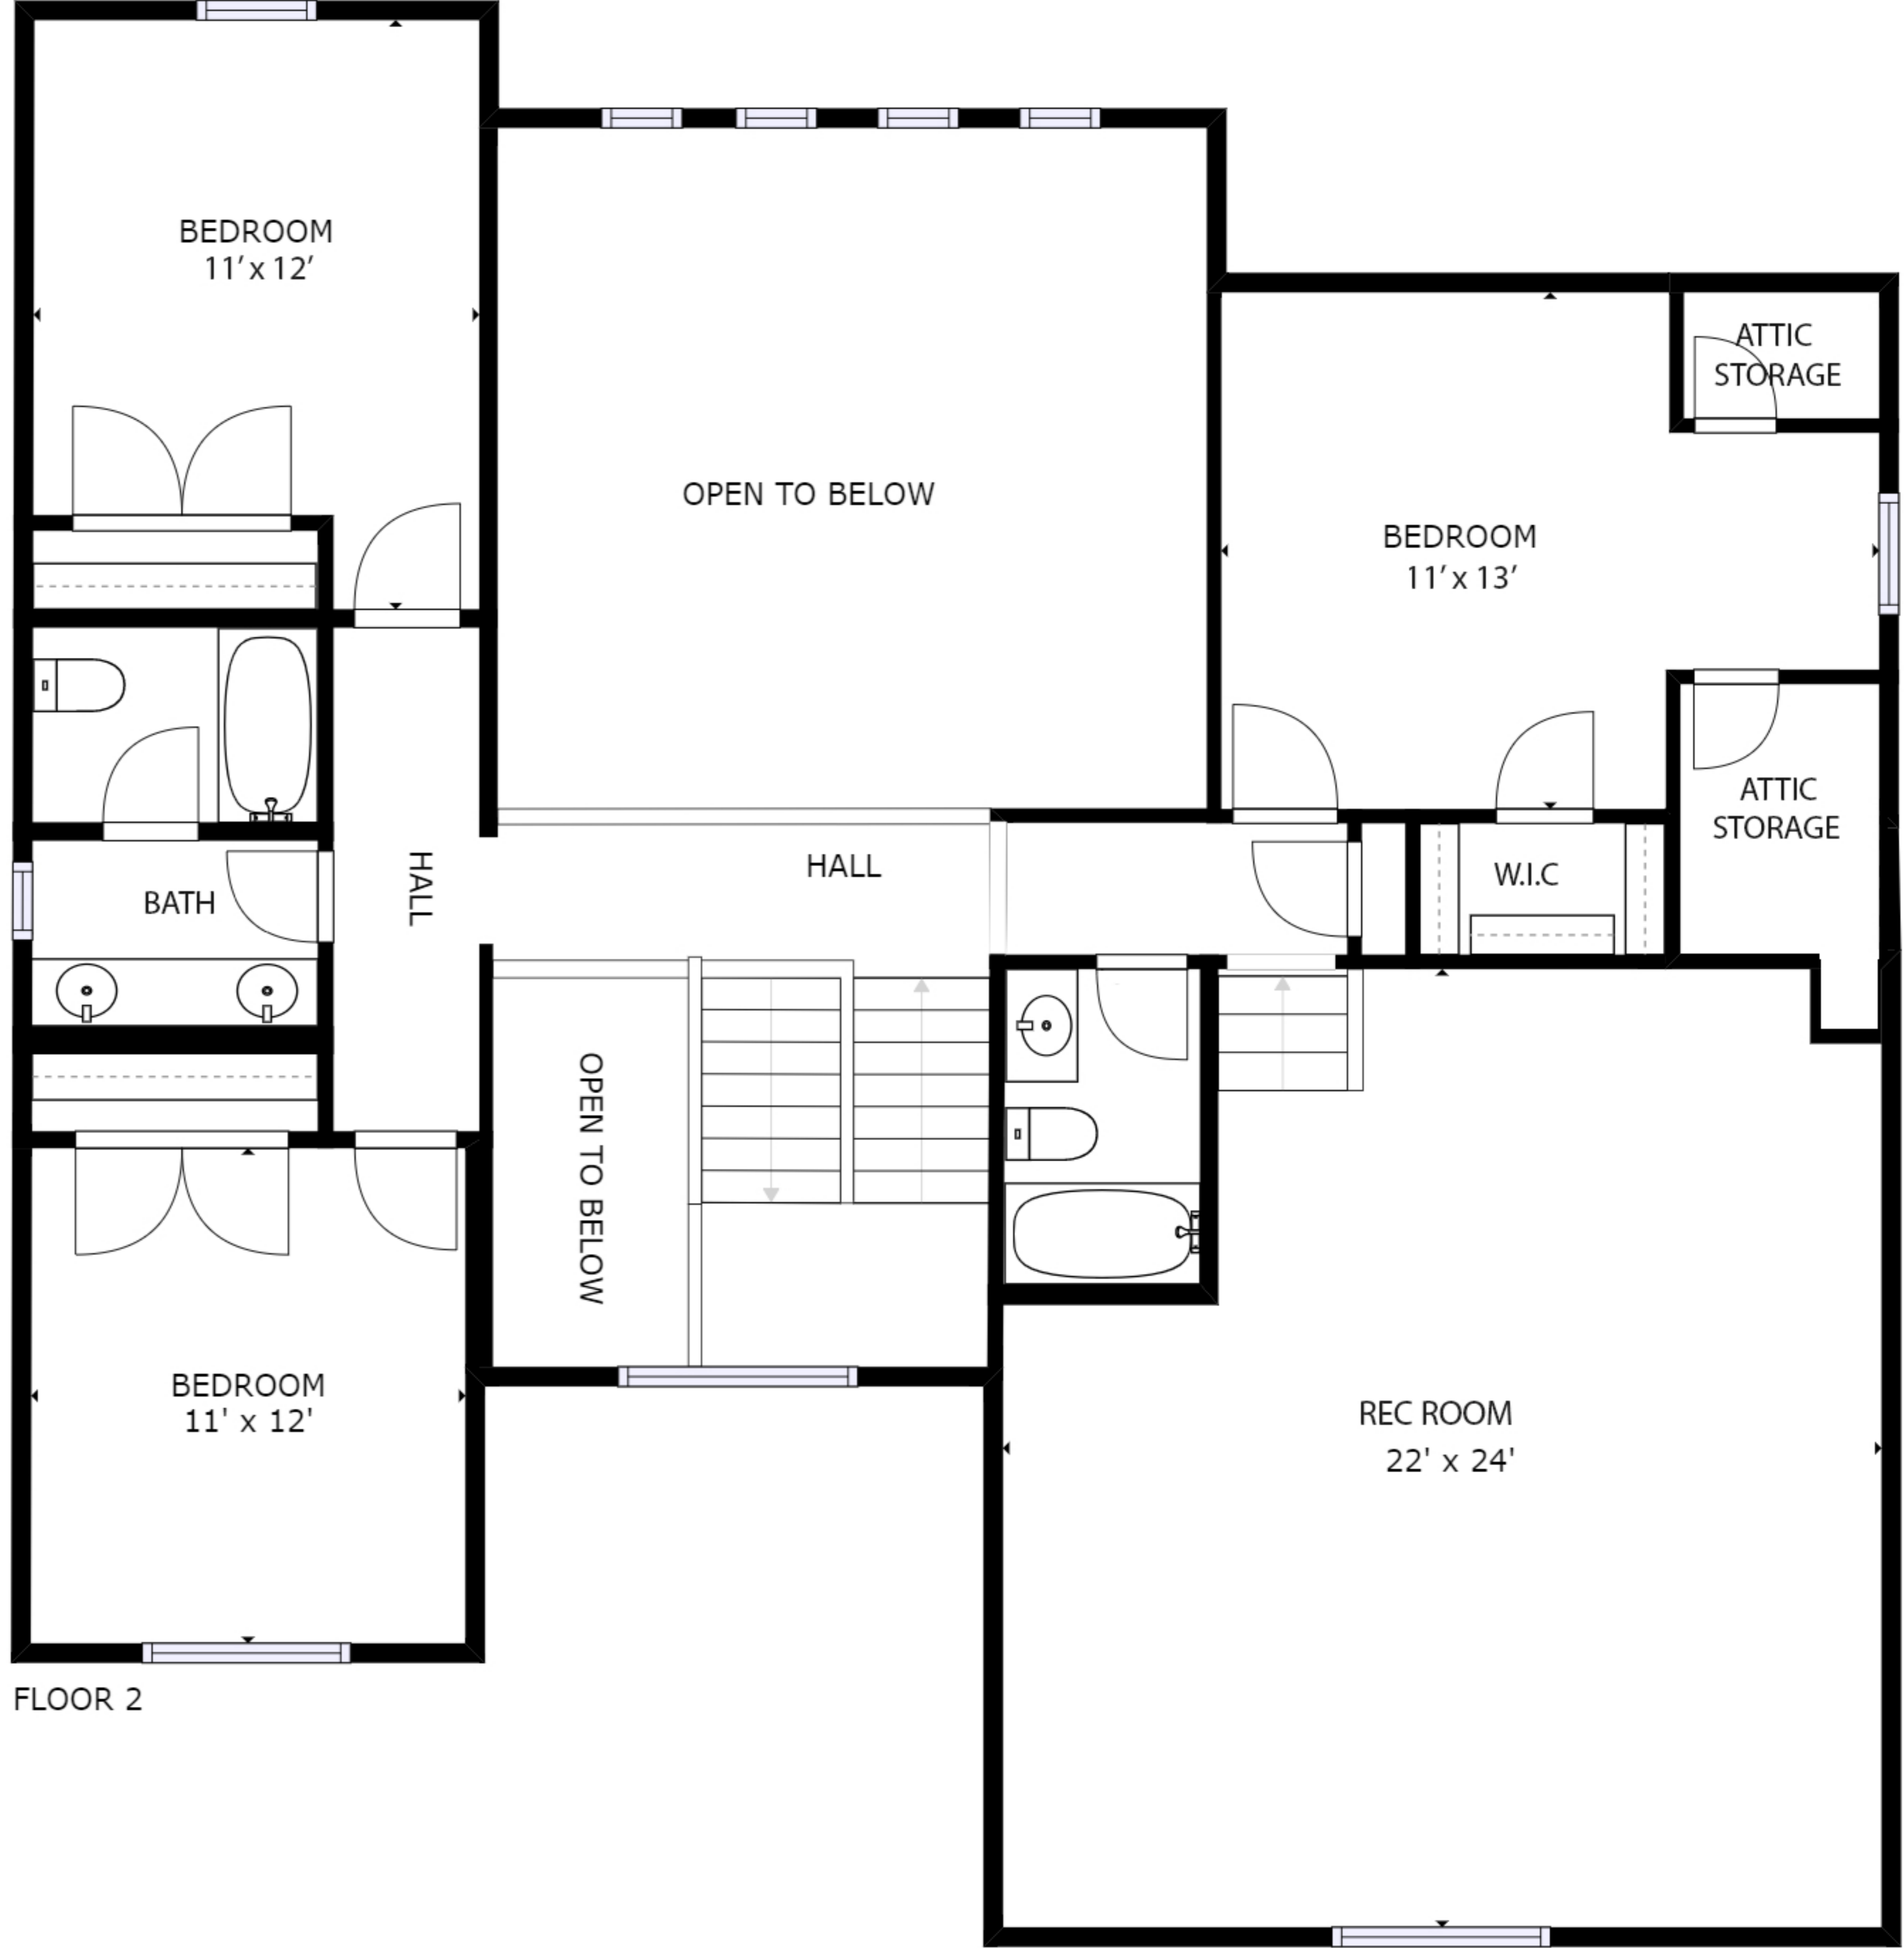 BEDROOM
11’ x 12’
OPEN TO BELOW
ATTIC
STORAGE
BEDROOM
11’ x 13’
ATTIC
STORAGE
BATH
HALL
HALL
W.I.C
OPEN TO BELOW
BEDROOM
11' x 12'
REC ROOM
22' x 24'
FLOOR 2